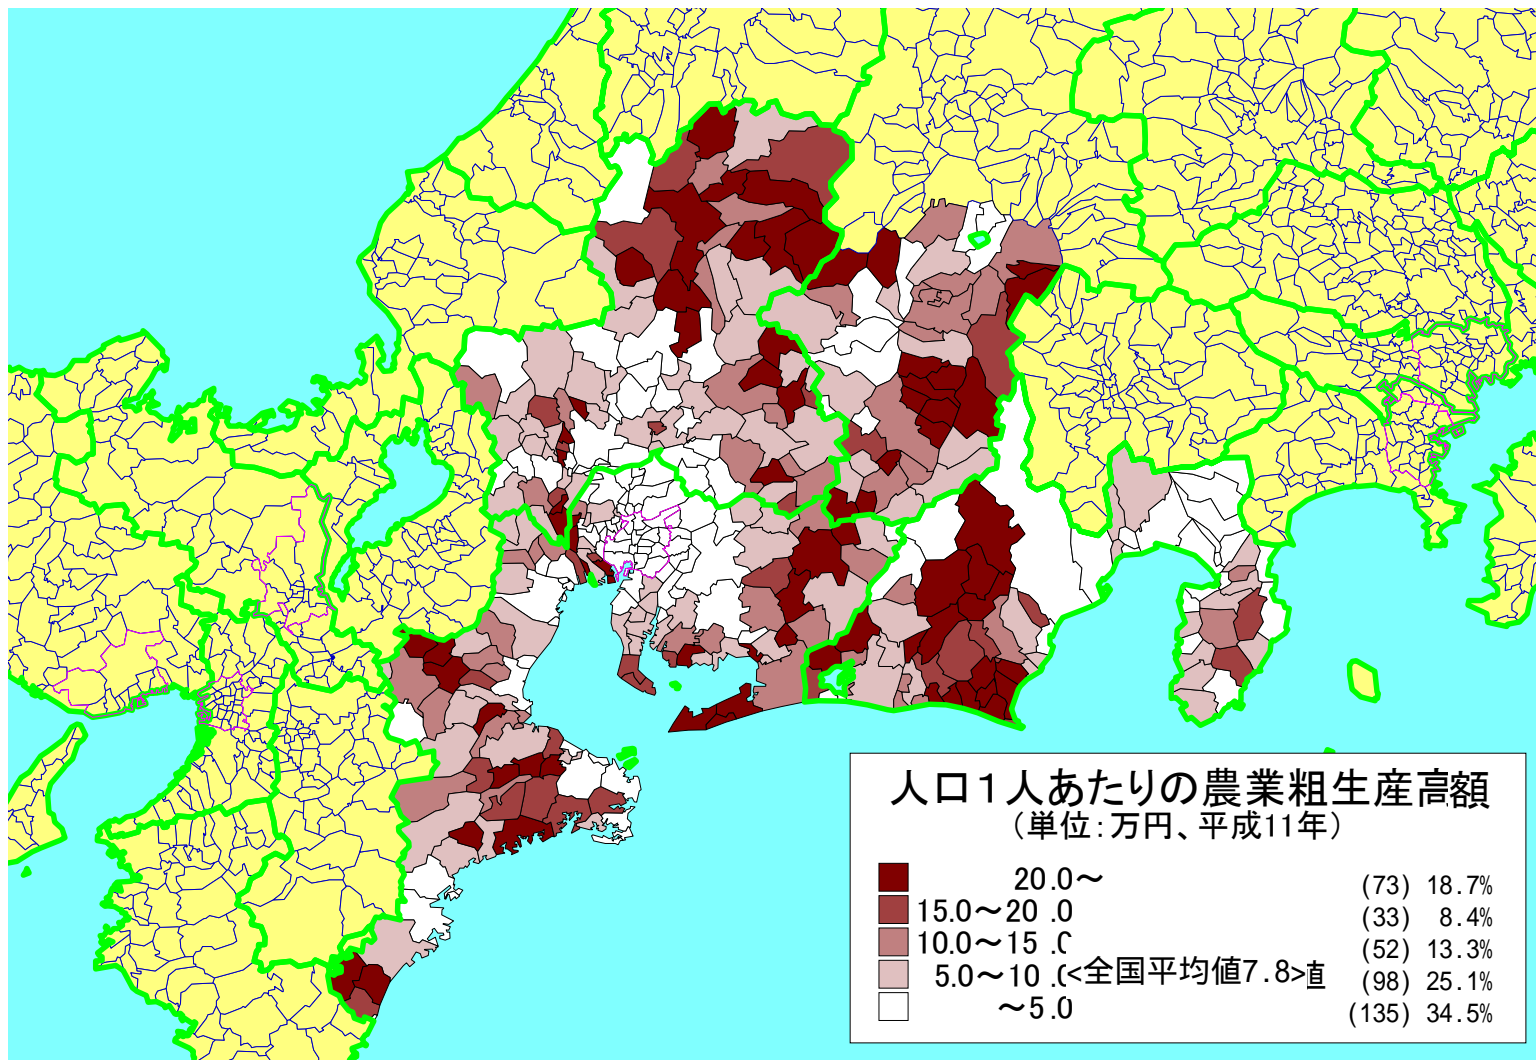 人口１人あたりの農業粗生産高額
（単位：万円、平成11年）
20.0～ (73) 18.7%
15.0～20.0 (33) 8.4%
10.0～15.0 (52) 13.3%
5.0～10.0 <全国平均値7.8> (98) 25.1%
～5.0 (135) 34.5%